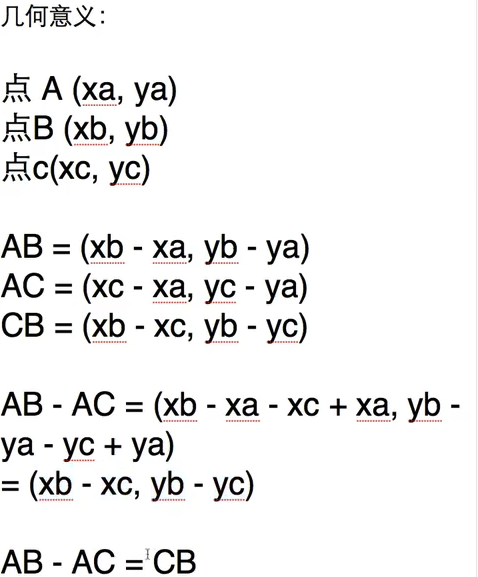 几何意义:
点 A (xa, ya)
点B (xb, yb)
点c(xc, yc)
AB = (xb - xa, yb - ya)
AC = (xc - xa, yc - ya)
CB = (xb - xc, yb - yc)
AB - AC = (xb - xa - xc + xa, yb -
ya - yc + ya)
= (xb - xc, yb - yc)
AB - AC = CB